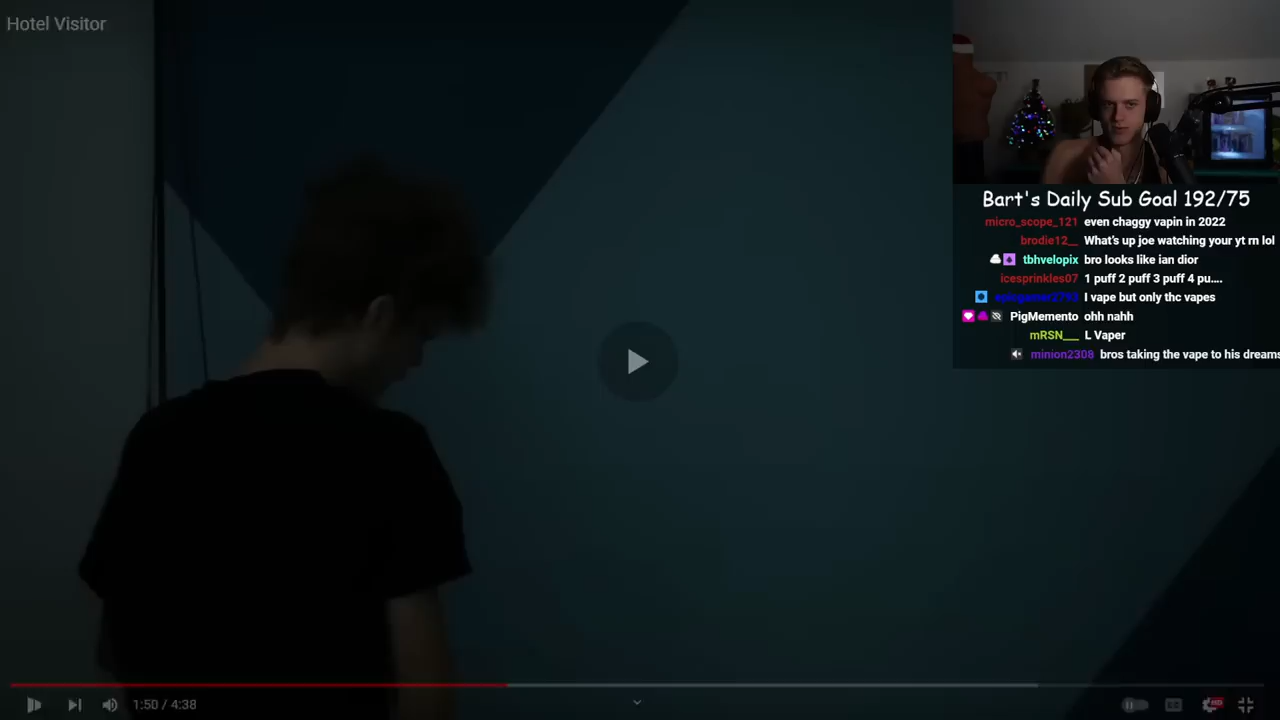 Hotel Visitor
Bart's Daily Sub Goal 192/75
micro_scope_121 even chaggy vapin in 2022
brodie12__ What's up joe watching your yt rn lol
tbhvelopix bro looks like ian dior
icesprinkles07 1 puff 2 puff 3 puff 4 pu....
I vape but only thc vapes
PigMemento ohh nahh
mRSN___ L Vaper
minion2308 bros taking the vape to his dreams
1:50 / 4:38
HD